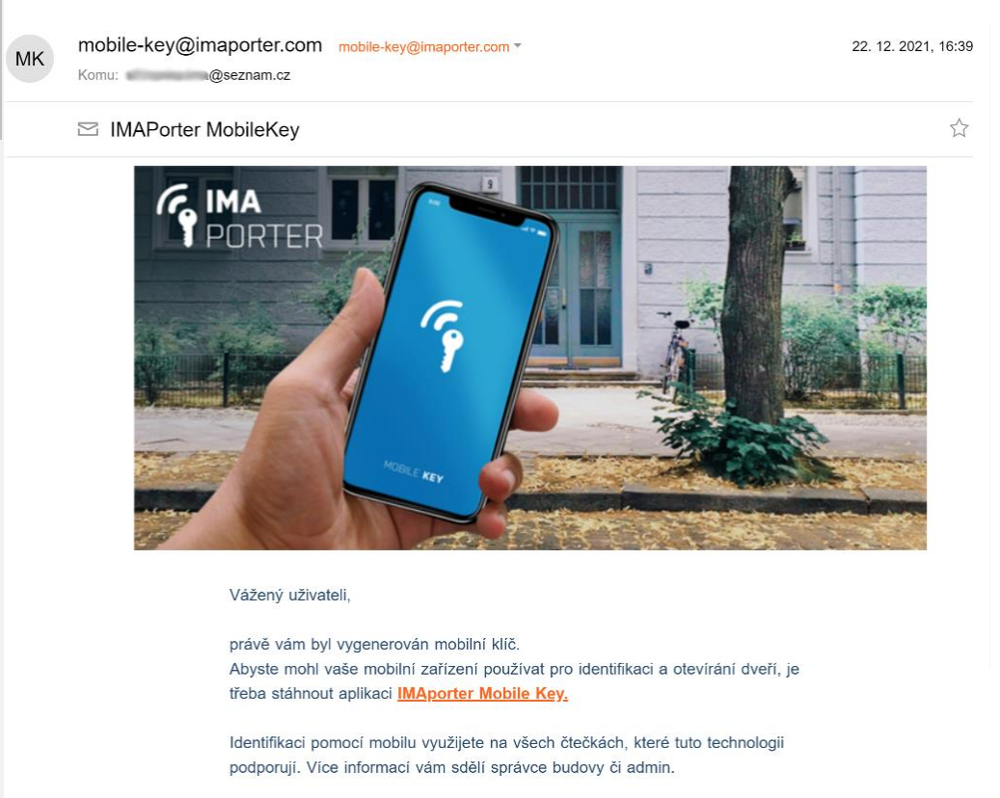 MK
mobile-key@imaporter.com mobile-key@imaporter.com
22. 12. 2021, 16:39
Komu: @seznam.cz
IMAPorter MobileKey
IMA
PORTER
9
9:00
MOBILE KEY
Vážený uživateli,
právě vám byl vygenerován mobilní klíč.
Abyste mohl vaše mobilní zařízení používat pro identifikaci a otevírání dveří, je
třeba stáhnout aplikaci IMAporter Mobile Key.
Identifikaci pomocí mobilu využijete na všech čtečkách, které tuto technologii
podporují. Více informací vám sdělí správce budovy či admin.